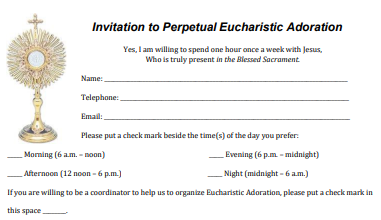 Invitation to Perpetual Eucharistic Adoration
Yes, I am willing to spend one hour once a week with Jesus,
Who is truly present in the Blessed Sacrament.
Name: ____________________
Telephone: ____________________
Email: ____________________
Please put a check mark beside the time(s) of the day you prefer:
____ Morning (6 a.m. – noon) ____ Evening (6 p.m. – midnight)
____ Afternoon (12 noon – 6 p.m.) ____ Night (midnight – 6 a.m.)
If you are willing to be a coordinator to help us to organize Eucharistic Adoration, please put a check mark in
this space ______.